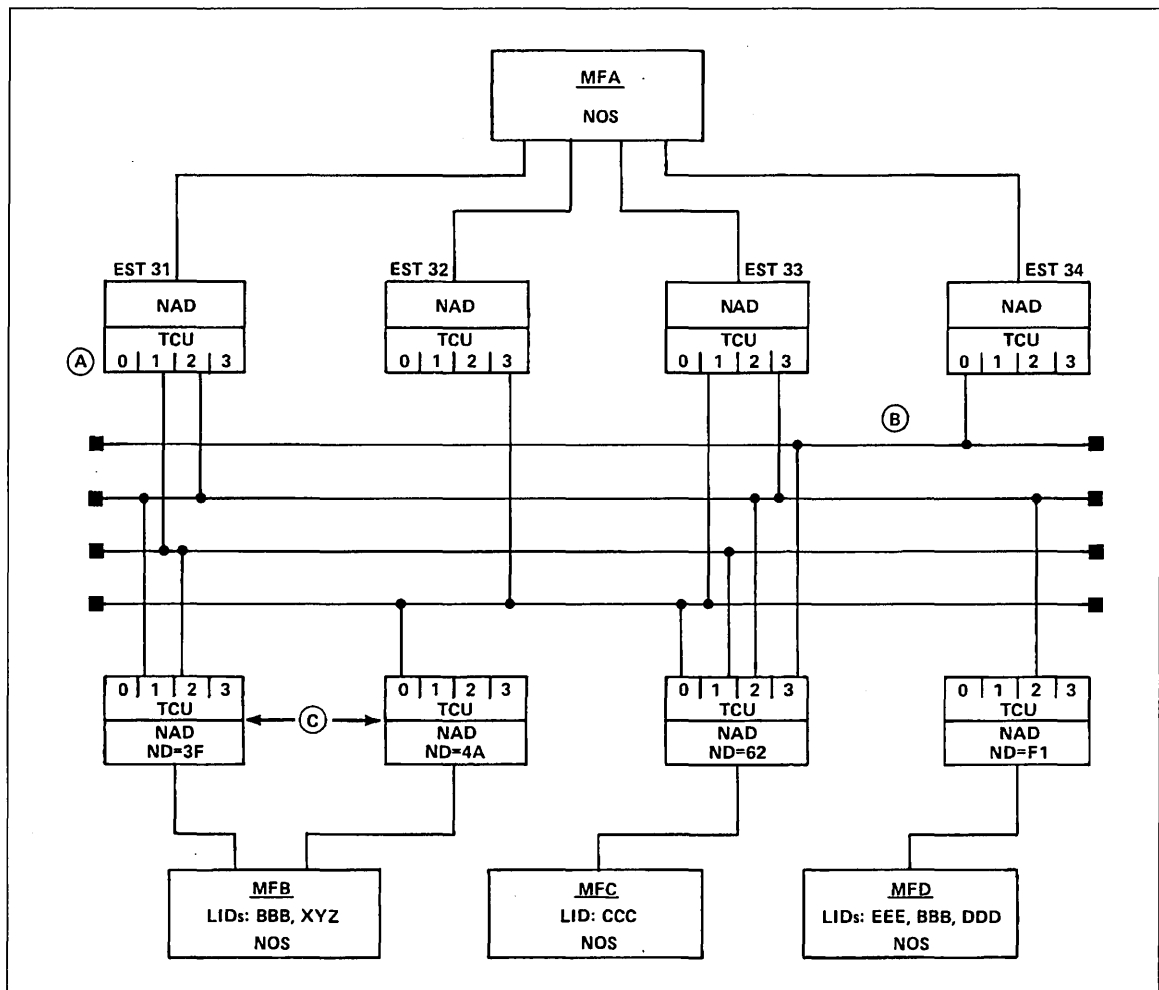 MFA
NOS
EST 31
EST 32
EST 33
EST 34
NAD
NAD
NAD
NAD
TCU
TCU
TCU
TCU
A
0 1 2 3
0 1 2 3
0 1 2 3
0 1 2 3
B
0 1 2 3
0 1 2 3
0 1 2 3
0 1 2 3
TCU
C
TCU
TCU
TCU
NAD
NAD
NAD
NAD
ND=3F
ND=4A
ND=62
ND=F1
MFB
MFC
MFD
LIDs: BBB, XYZ
LID: CCC
LIDs: EEE, BBB, DDD
NOS
NOS
NOS